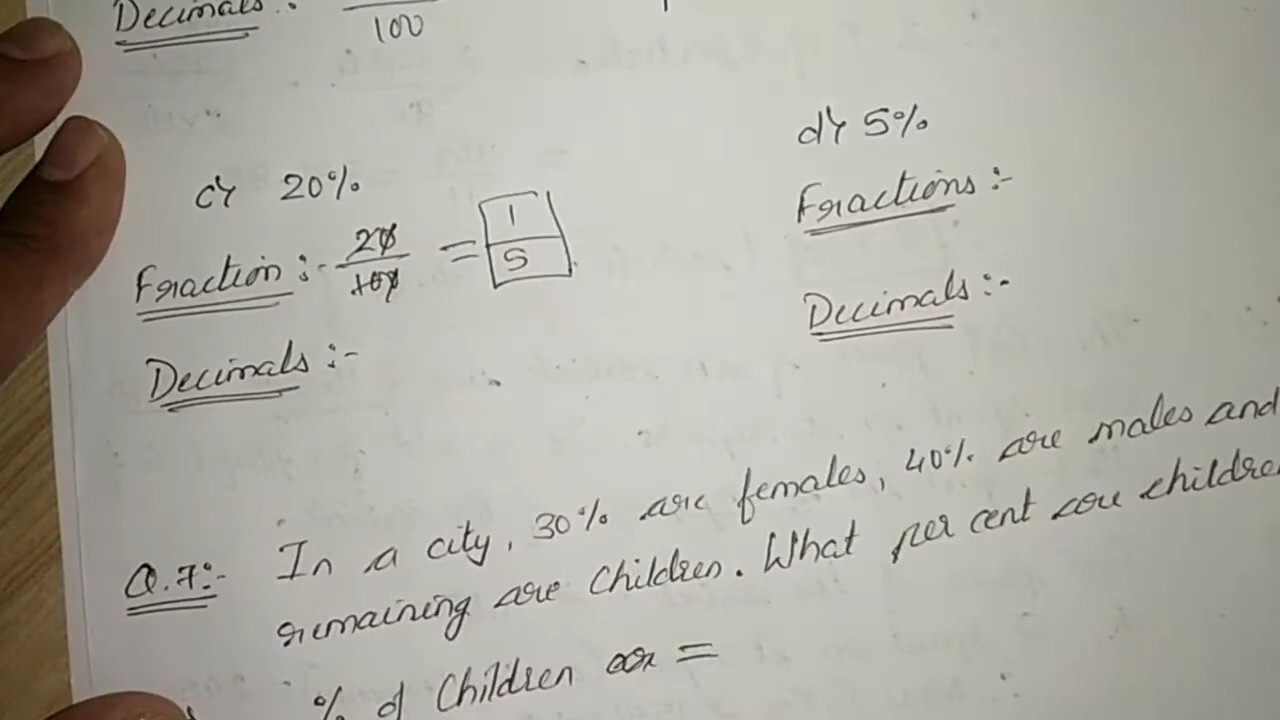 Decimals :
100
c) 20%
Fraction :- 20/100 = 1/5
Decimals :-
d) 5%
Fractions :-
Decimals :-
Q.7:- In a city, 30% are females, 40% are males and
remaining are children. What per cent are children
% of Children are =